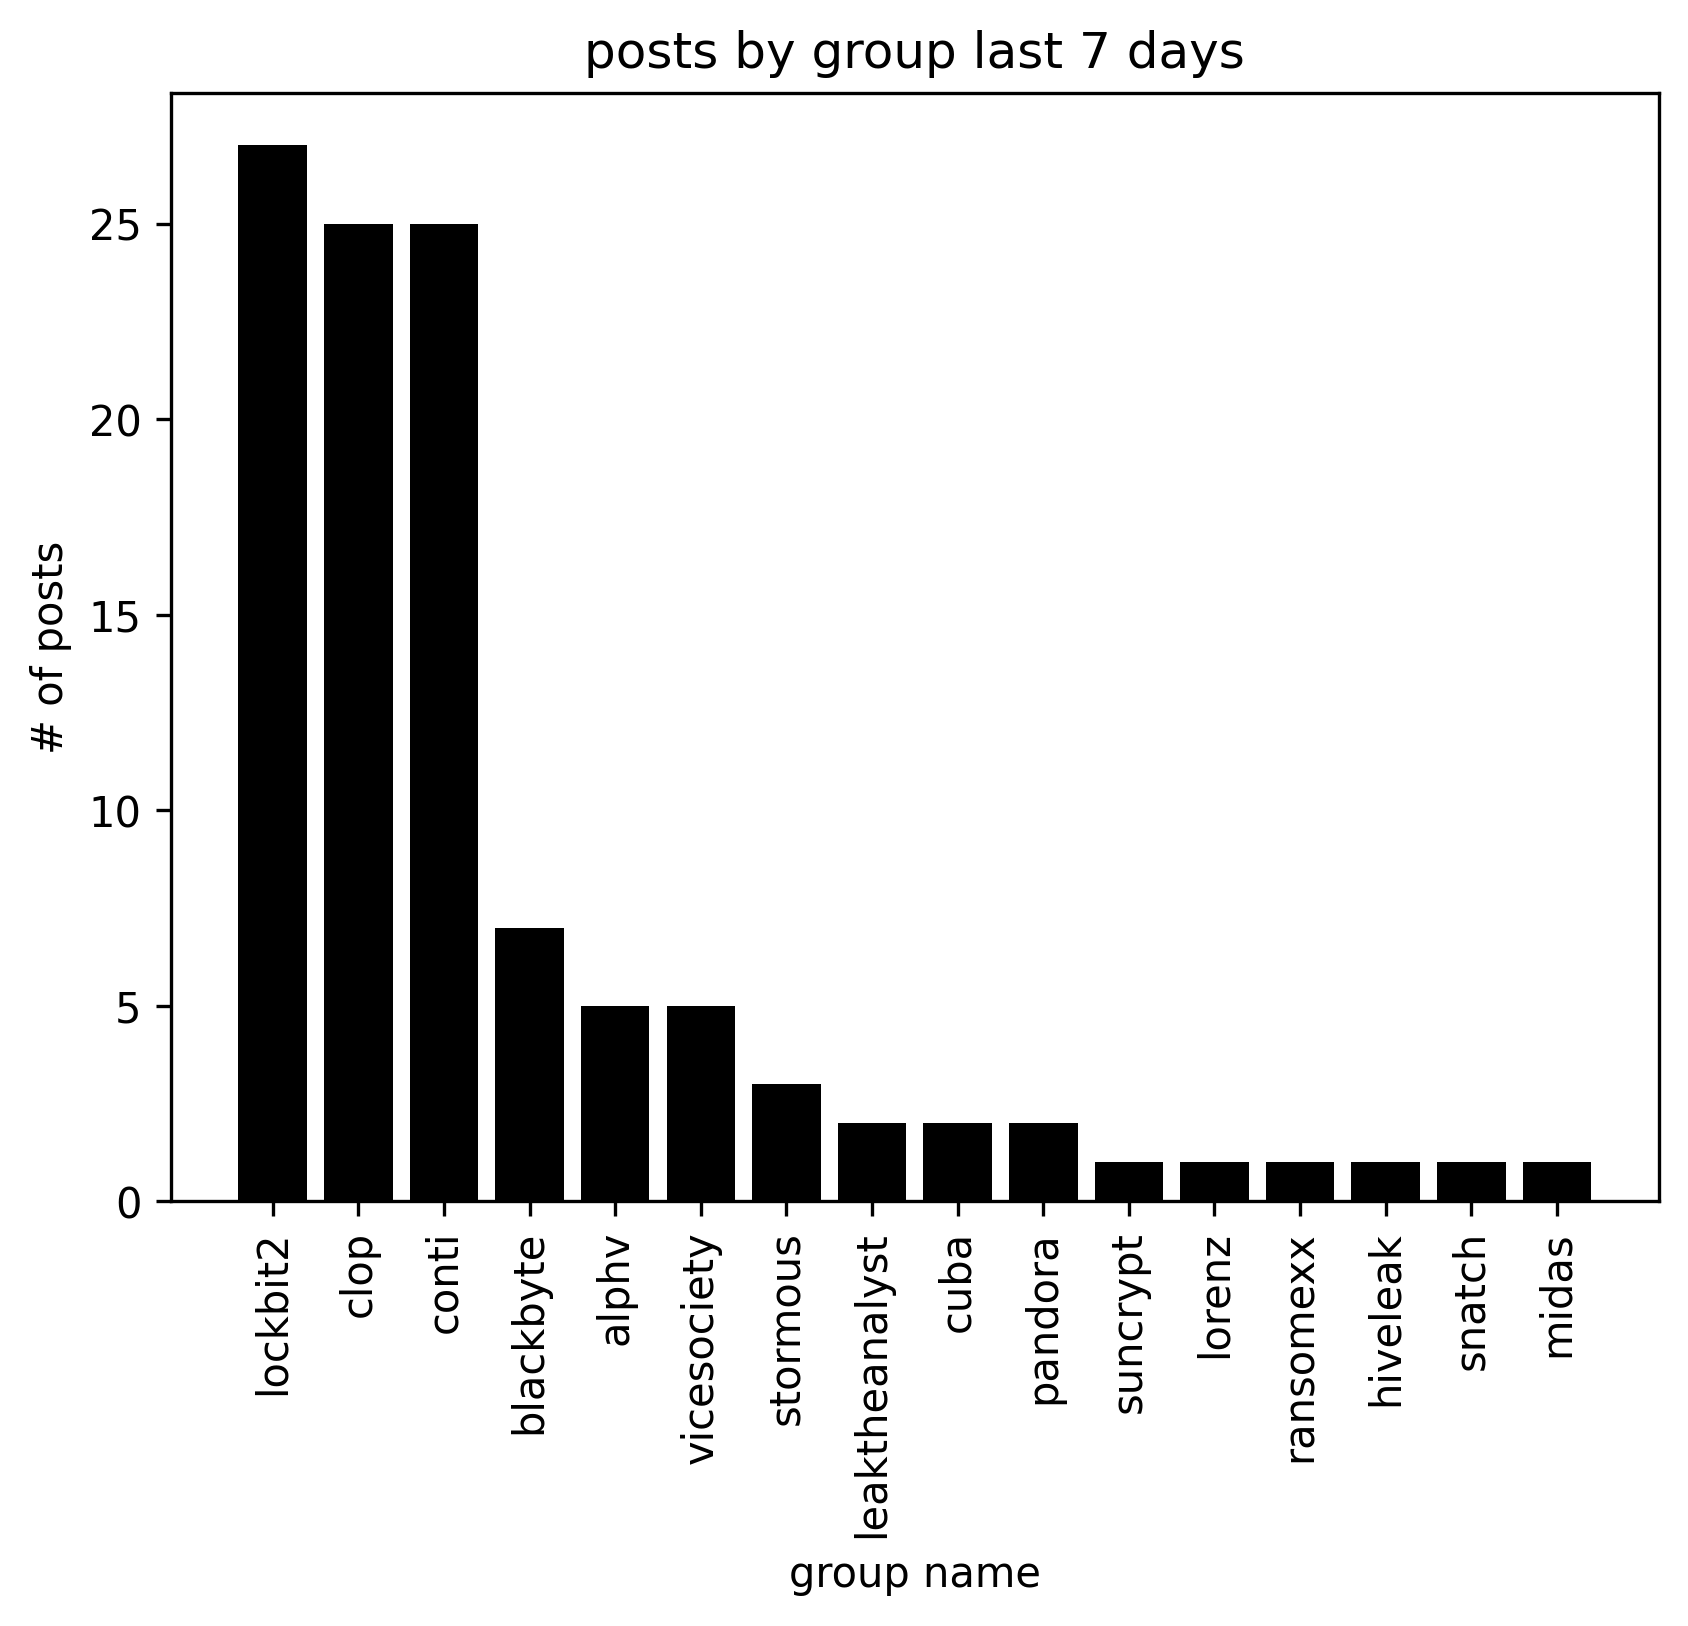 posts by group last 7 days
# of posts
25
20
15
10
5
0
lockbit2
clop
conti
blackbyte
alphv
vicesociety
stormous
leaktheanalyst
cuba
pandora
suncrypt
lorenz
ransomexx
hiveleak
snatch
midas
group name